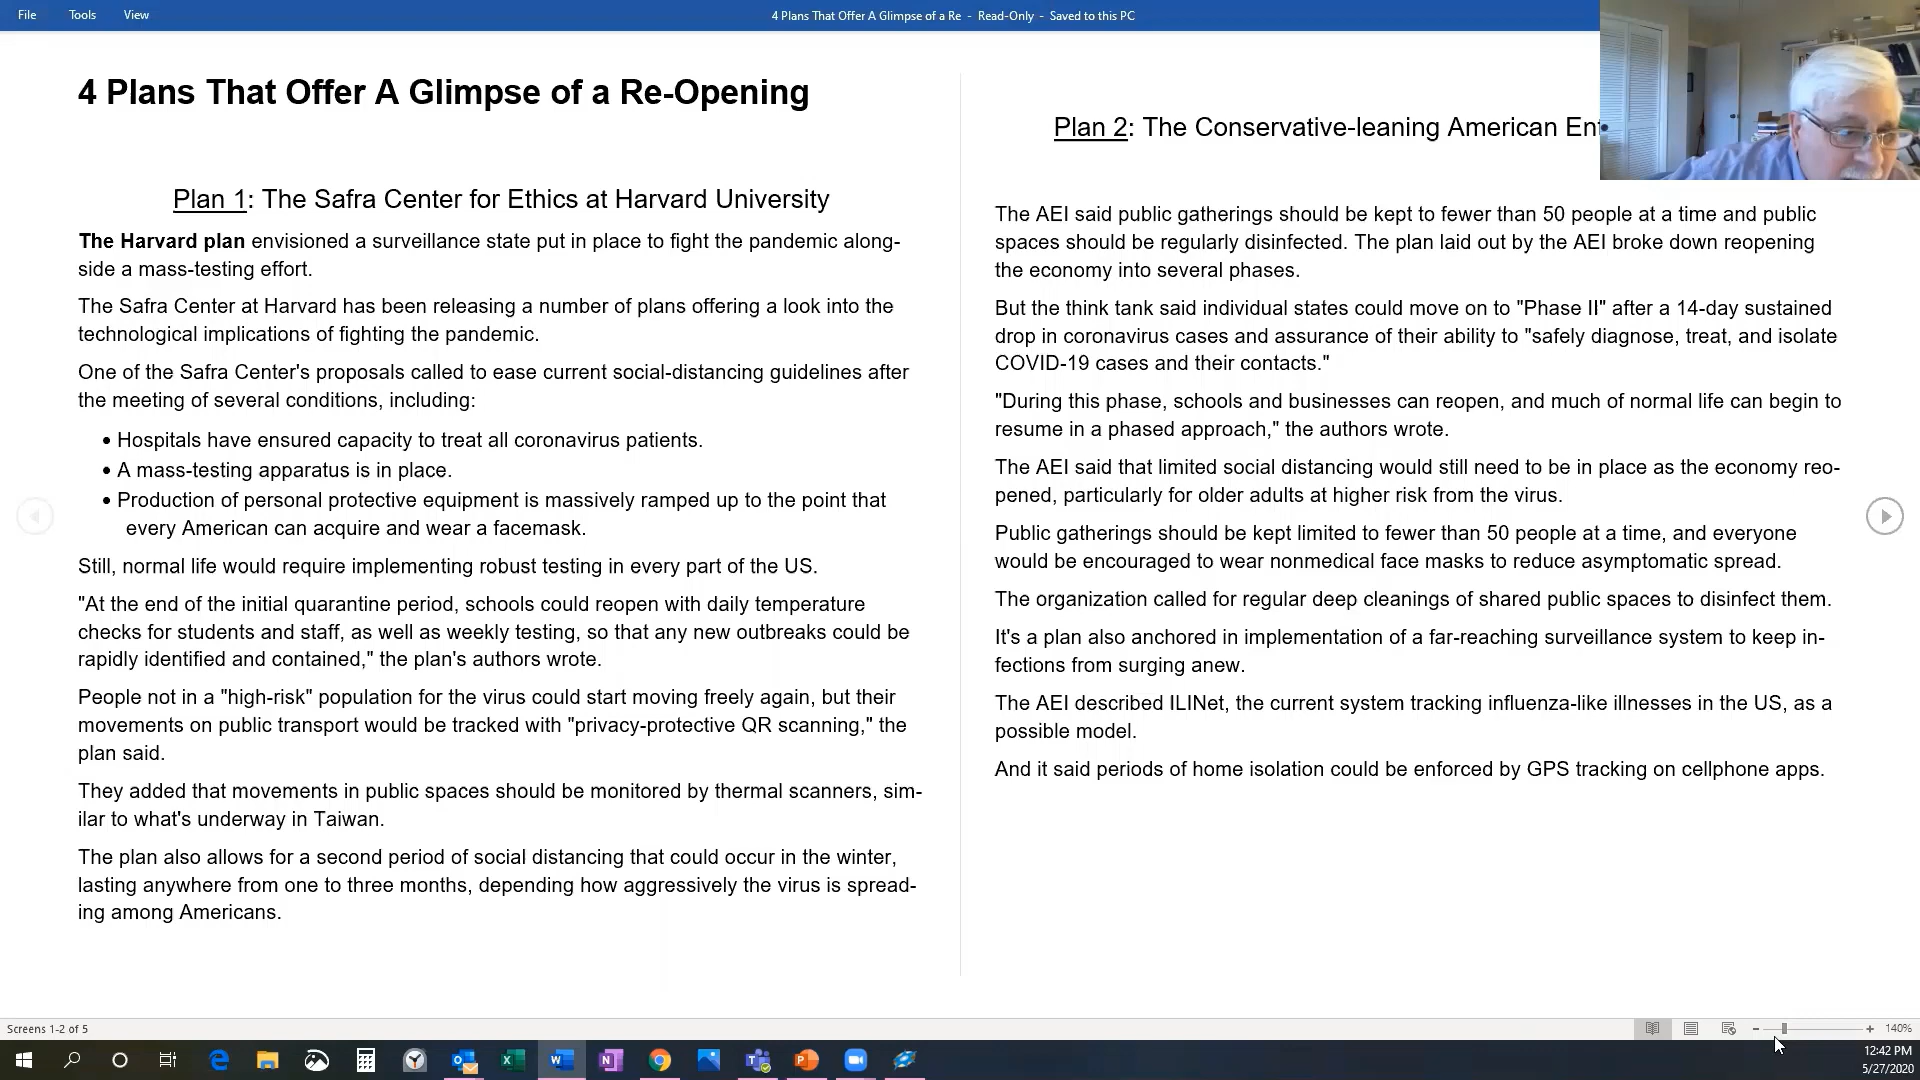 File Tools View
4 Plans That Offer A Glimpse of a Re - Read-Only - Saved to this PC
4 Plans That Offer A Glimpse of a Re-Opening
Plan 1: The Safra Center for Ethics at Harvard University
The Harvard plan envisioned a surveillance state put in place to fight the pandemic along-
side a mass-testing effort.
The Safra Center at Harvard has been releasing a number of plans offering a look into the
technological implications of fighting the pandemic.
One of the Safra Center's proposals called to ease current social-distancing guidelines after
the meeting of several conditions, including:
• Hospitals have ensured capacity to treat all coronavirus patients.
• A mass-testing apparatus is in place.
• Production of personal protective equipment is massively ramped up to the point that
every American can acquire and wear a facemask.
Still, normal life would require implementing robust testing in every part of the US.
"At the end of the initial quarantine period, schools could reopen with daily temperature
checks for students and staff, as well as weekly testing, so that any new outbreaks could be
rapidly identified and contained," the plan's authors wrote.
People not in a "high-risk" population for the virus could start moving freely again, but their
movements on public transport would be tracked with "privacy-protective QR scanning," the
plan said.
They added that movements in public spaces should be monitored by thermal scanners, sim-
ilar to what's underway in Taiwan.
The plan also allows for a second period of social distancing that could occur in the winter,
lasting anywhere from one to three months, depending how aggressively the virus is spread-
ing among Americans.
Plan 2: The Conservative-leaning American Ent
The AEI said public gatherings should be kept to fewer than 50 people at a time and public
spaces should be regularly disinfected. The plan laid out by the AEI broke down reopening
the economy into several phases.
But the think tank said individual states could move on to "Phase II" after a 14-day sustained
drop in coronavirus cases and assurance of their ability to "safely diagnose, treat, and isolate
COVID-19 cases and their contacts."
"During this phase, schools and businesses can reopen, and much of normal life can begin to
resume in a phased approach," the authors wrote.
The AEI said that limited social distancing would still need to be in place as the economy reo-
pened, particularly for older adults at higher risk from the virus.
Public gatherings should be kept limited to fewer than 50 people at a time, and everyone
would be encouraged to wear nonmedical face masks to reduce asymptomatic spread.
The organization called for regular deep cleanings of shared public spaces to disinfect them.
It's a plan also anchored in implementation of a far-reaching surveillance system to keep in-
fections from surging anew.
The AEI described ILINet, the current system tracking influenza-like illnesses in the US, as a
possible model.
And it said periods of home isolation could be enforced by GPS tracking on cellphone apps.
Screens 1-2 of 5
140%
12:42 PM
5/27/2020